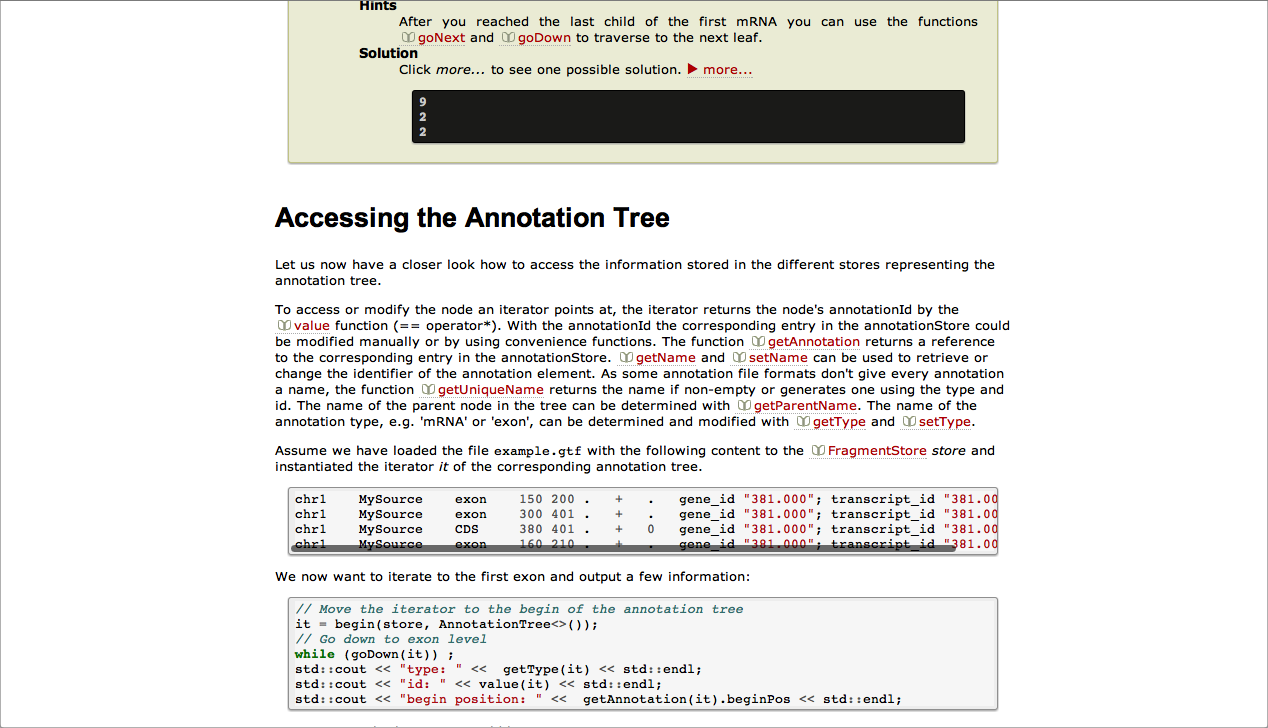 Hints
After you reached the last child of the first mRNA you can use the functions
goNext and goDown to traverse to the next leaf.
Solution
Click more... to see one possible solution. ▶ more...
9
2
2
Accessing the Annotation Tree
Let us now have a closer look how to access the information stored in the different stores representing the
annotation tree.
To access or modify the node an iterator points at, the iterator returns the node's annotationId by the
value function (== operator*). With the annotationId the corresponding entry in the annotationStore could
be modified manually or by using convenience functions. The function getAnnotation returns a reference
to the corresponding entry in the annotationStore. getName and setName can be used to retrieve or
change the identifier of the annotation element. As some annotation file formats don't give every annotation
a name, the function getUniqueName returns the name if non-empty or generates one using the type and
id. The name of the parent node in the tree can be determined with getParentName. The name of the
annotation type, e.g. 'mRNA' or 'exon', can be determined and modified with getType and setType.
Assume we have loaded the file example.gtf with the following content to the FragmentStore store and
instantiated the iterator it of the corresponding annotation tree.
chr1 MySource exon 150 200 . + . gene_id "381.000"; transcript_id "381.00
chr1 MySource exon 300 401 . + . gene_id "381.000"; transcript_id "381.00
chr1 MySource CDS 380 401 . + 0 gene_id "381.000"; transcript_id "381.00
chr1 MySource exon 160 210 . + . gene_id "381.000"; transcript_id "381.00
We now want to iterate to the first exon and output a few information:
// Move the iterator to the begin of the annotation tree
it = begin(store, AnnotationTree<>());
// Go down to exon level
while (goDown(it)) ;
std::cout << "type: " << getType(it) << std::endl;
std::cout << "id: " << value(it) << std::endl;
std::cout << "begin position: " << getAnnotation(it).beginPos << std::endl;